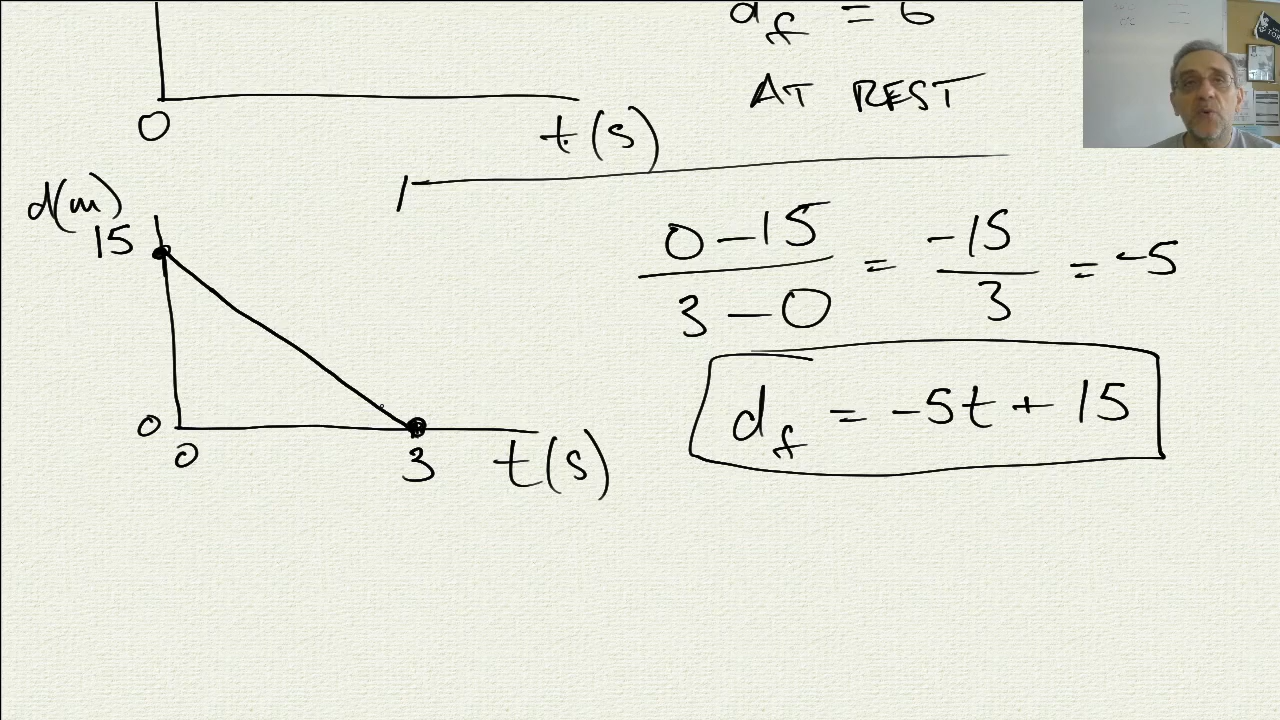 d_f = 6
AT REST
0
t(s)
d(m)
15
0
0
3
t(s)
0 - 15
3 - 0
= -15
3
= -5
d_f = -5t + 15